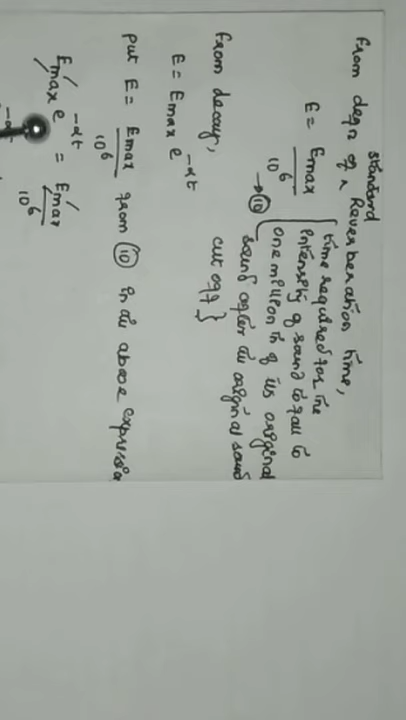 From defn of standard Reverberation time,
E = Emax / 10^6 → (10) { time required for the
intensity of sound to fall to
one millionth of its original
sound after the original sound
cut off }
From decay,
E = Emax e^-αt
put E = Emax / 10^6 from (10) in the above expression
Emax e^-αt = Emax / 10^6